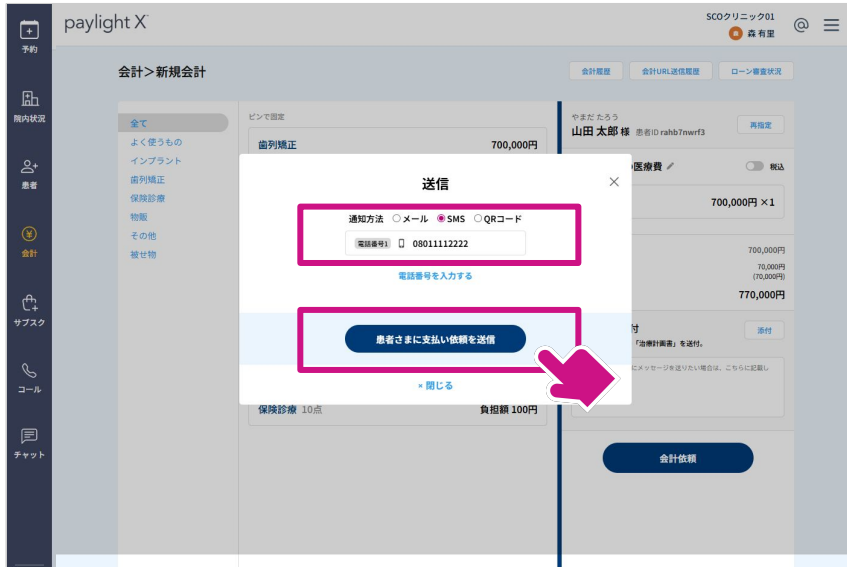 paylight X
SCOクリニック01
森 有里
予約
院内状況
患者
会計
サブスク
コール
チャット
会計>新規会計
会計履歴
会計URL送信履歴
ローン審査状況
全て
よく使うもの
インプラント
歯列矯正
保険診療
物販
その他
被せ物
ピンで固定
歯列矯正 700,000円
保険診療 10点 負担額 100円
やまだ たろう
山田 太郎 様 患者ID rahb7nwrf3
再指定
医療費
税込
700,000円 ×1
700,000円
70,000円
(70,000円)
770,000円
付
添付
「治療計画書」を送付。
にメッセージを送りたい場合は、こちらに記載し
会計依頼
送信
通知方法 メール SMS QRコード
電話番号1 08011112222
電話番号を入力する
患者さまに支払い依頼を送信
× 閉じる